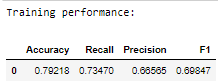 Training performance:
Accuracy Recall Precision F1
0 0.79218 0.73470 0.66565 0.69847